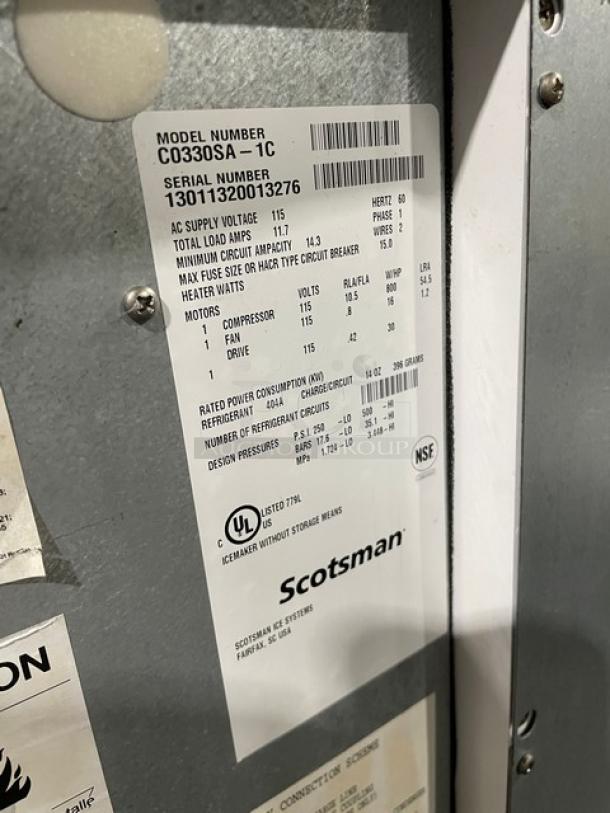 MODEL NUMBER
C0330SA-1C
SERIAL NUMBER
13011320013276
AC SUPPLY VOLTAGE 115 HERTZ 60
TOTAL LOAD AMPS 11.7 PHASE 1
MINIMUM CIRCUIT AMPACITY 14.3 WIRES 2
MAX FUSE SIZE OR HACR TYPE CIRCUIT BREAKER 15.0
HEATER WATTS
MOTORS VOLTS RLA/FLA W/HP LRA
1 COMPRESSOR 115 10.5 800 54.5
1 FAN 115 .8 16 1.2
1 DRIVE 115 .42 30
RATED POWER CONSUMPTION (KW)
REFRIGERANT 404A CHARGE/CIRCUIT 14 OZ 396 GRAMS
NUMBER OF REFRIGERANT CIRCUITS
DESIGN PRESSURES P.S.I. 250 -LO 500 -HI
BARS 17.6 -LO 35.1 -HI
MPa 1.724-LO 3.448-HI
AUCTION GROUP
NSF
C UL US LISTED 779L
ICEMAKER WITHOUT STORAGE MEANS
Scotsman
SCOTSMAN ICE SYSTEMS
FAIRFAX, SC USA
ON
talle
CONNECTION SCHEME